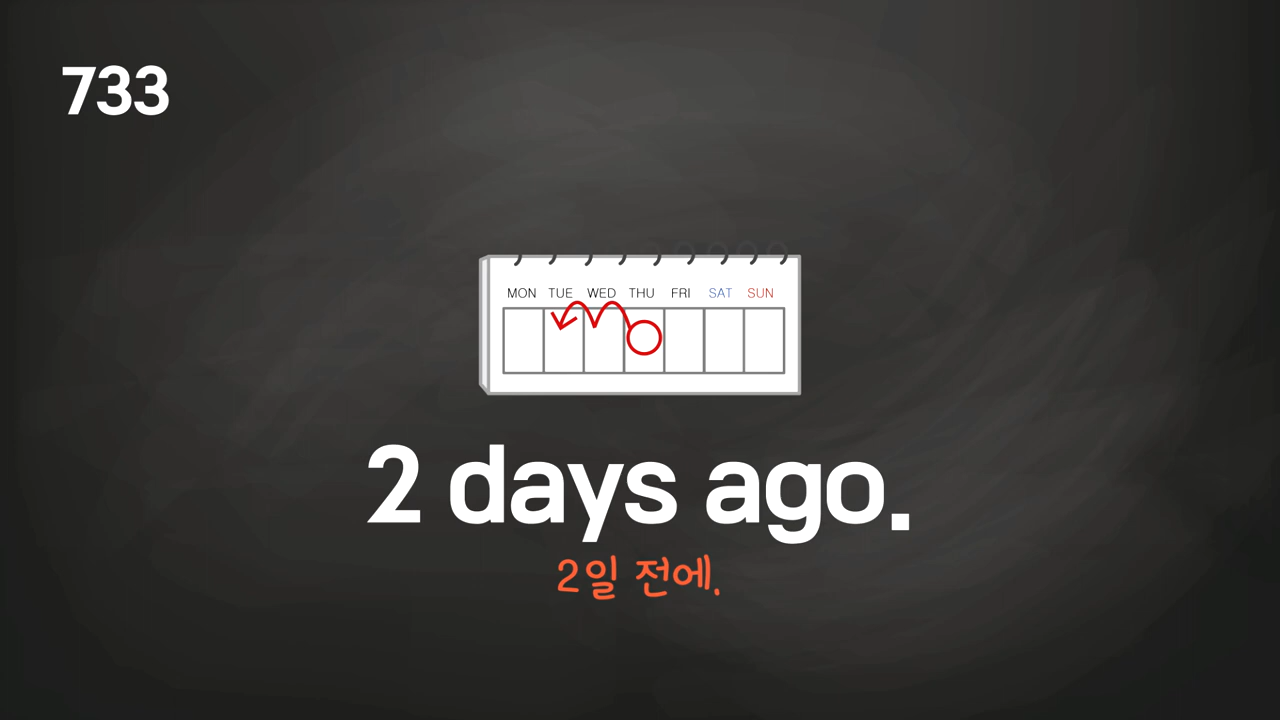 733
MON TUE WED THU FRI SAT SUN
2 days ago.
2일 전에.